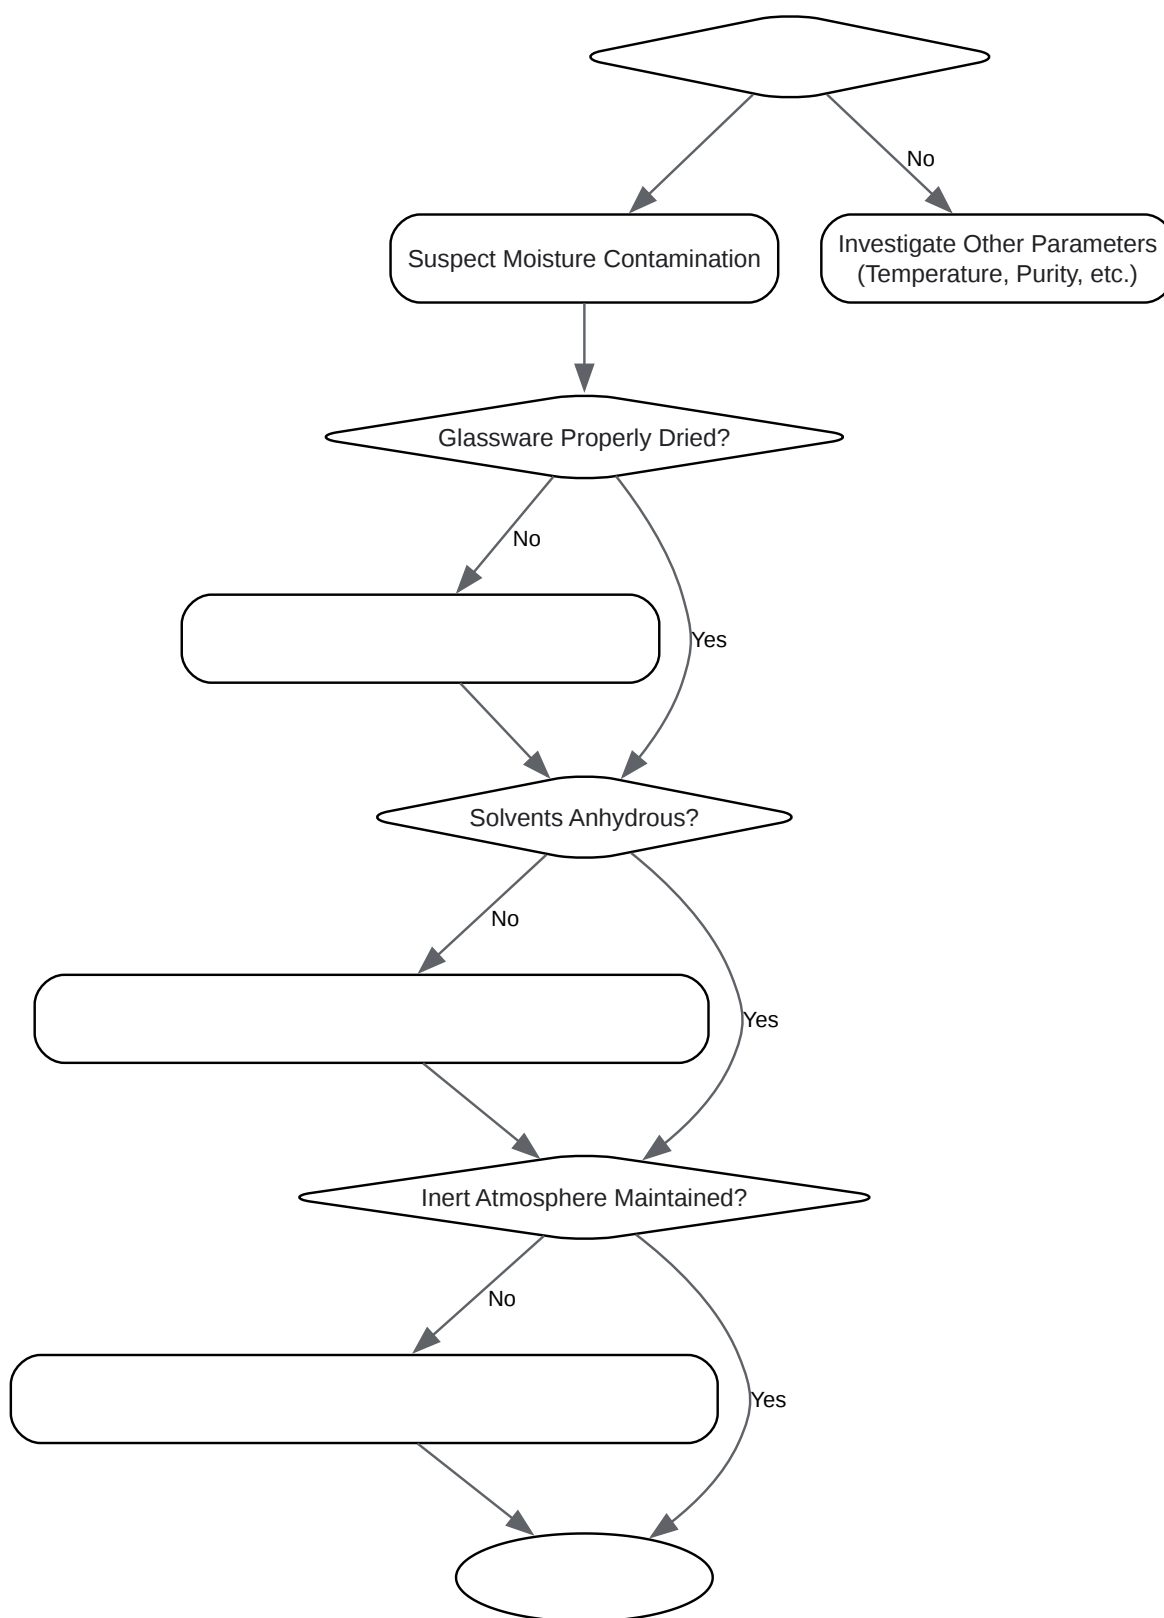 No
Suspect Moisture Contamination
Investigate Other Parameters
(Temperature, Purity, etc.)
Glassware Properly Dried?
No
Yes
Solvents Anhydrous?
No
Yes
Inert Atmosphere Maintained?
No
Yes